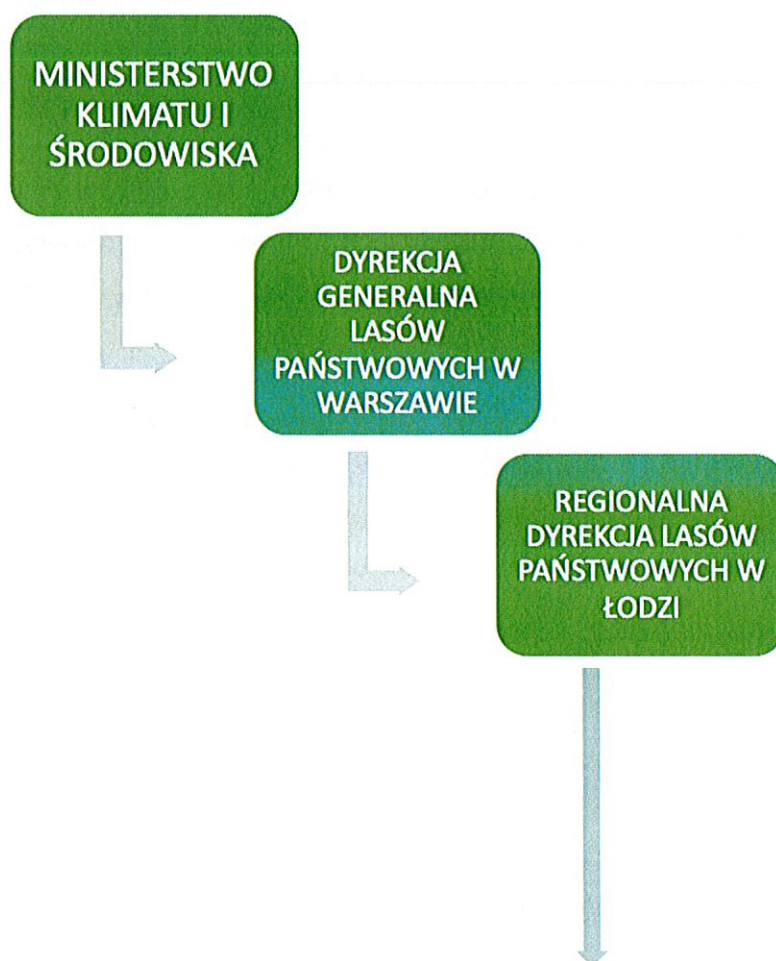 MINISTERSTWO
KLIMATU I
ŚRODOWISKA
DYREKCJA
GENERALNA
LASÓW
PAŃSTWOWYCH W
WARSZAWIE
REGIONALNA
DYREKCJA LASÓW
PAŃSTWOWYCH W
ŁODZI